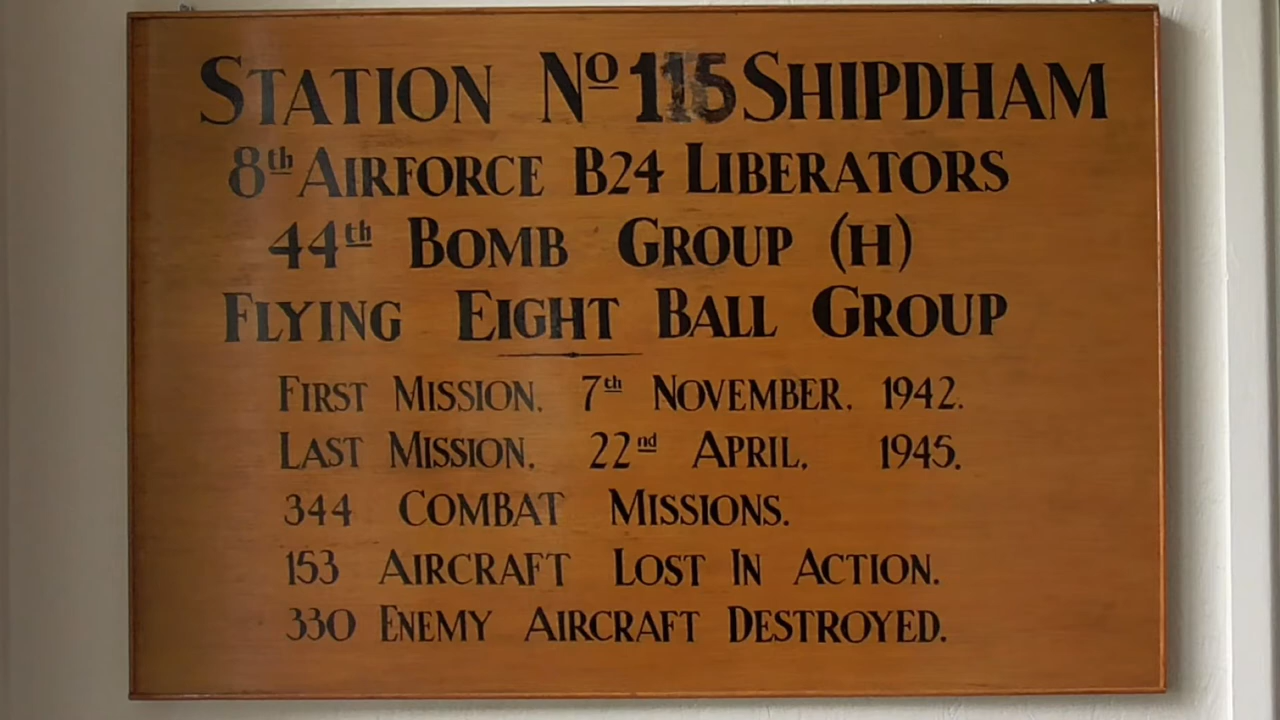 STATION Nº 115 SHIPDHAM
8th AIRFORCE B24 LIBERATORS
44th BOMB GROUP (H)
FLYING EIGHT BALL GROUP
FIRST MISSION. 7th NOVEMBER. 1942.
LAST MISSION. 22nd APRIL. 1945.
344 COMBAT MISSIONS.
153 AIRCRAFT LOST IN ACTION.
330 ENEMY AIRCRAFT DESTROYED.